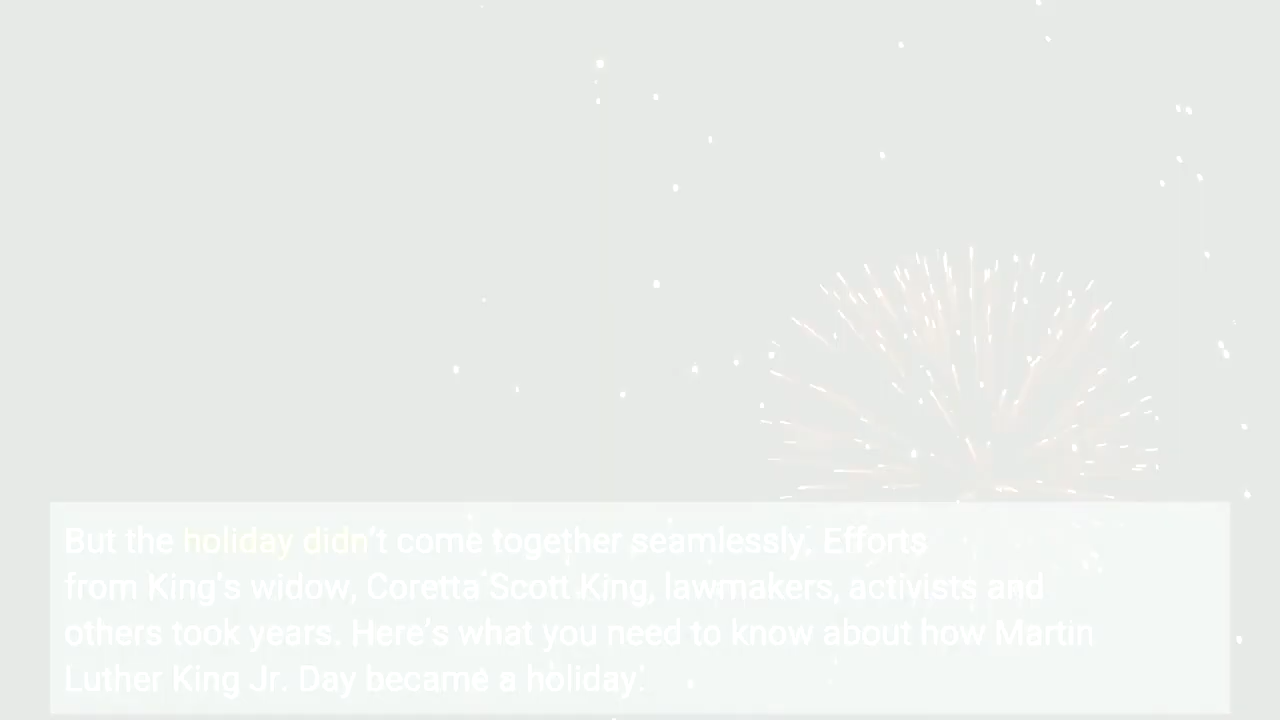 But the holiday didn't come together seamlessly. Efforts
from King's widow, Coretta Scott King, lawmakers, activists and
others took years. Here's what you need to know about how Martin
Luther King Jr. Day became a holiday.